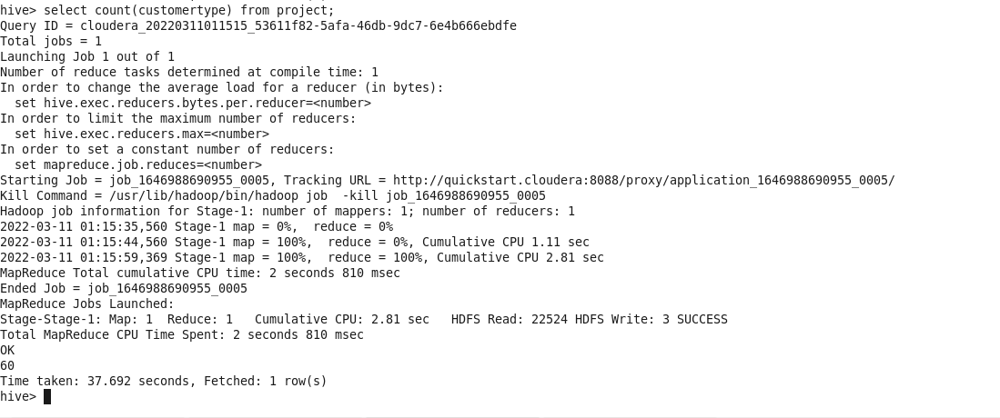 hive> select count(customertype) from project;
Query ID = cloudera_20220311011515_53611f82-5afa-46db-9dc7-6e4b666ebdfe
Total jobs = 1
Launching Job 1 out of 1
Number of reduce tasks determined at compile time: 1
In order to change the average load for a reducer (in bytes):
  set hive.exec.reducers.bytes.per.reducer=<number>
In order to limit the maximum number of reducers:
  set hive.exec.reducers.max=<number>
In order to set a constant number of reducers:
  set mapreduce.job.reduces=<number>
Starting Job = job_1646988690955_0005, Tracking URL = http://quickstart.cloudera:8088/proxy/application_1646988690955_0005/
Kill Command = /usr/lib/hadoop/bin/hadoop job  -kill job_1646988690955_0005
Hadoop job information for Stage-1: number of mappers: 1; number of reducers: 1
2022-03-11 01:15:35,560 Stage-1 map = 0%,  reduce = 0%
2022-03-11 01:15:44,560 Stage-1 map = 100%,  reduce = 0%, Cumulative CPU 1.11 sec
2022-03-11 01:15:59,369 Stage-1 map = 100%,  reduce = 100%, Cumulative CPU 2.81 sec
MapReduce Total cumulative CPU time: 2 seconds 810 msec
Ended Job = job_1646988690955_0005
MapReduce Jobs Launched:
Stage-Stage-1: Map: 1  Reduce: 1   Cumulative CPU: 2.81 sec   HDFS Read: 22524 HDFS Write: 3 SUCCESS
Total MapReduce CPU Time Spent: 2 seconds 810 msec
OK
60
Time taken: 37.692 seconds, Fetched: 1 row(s)
hive>